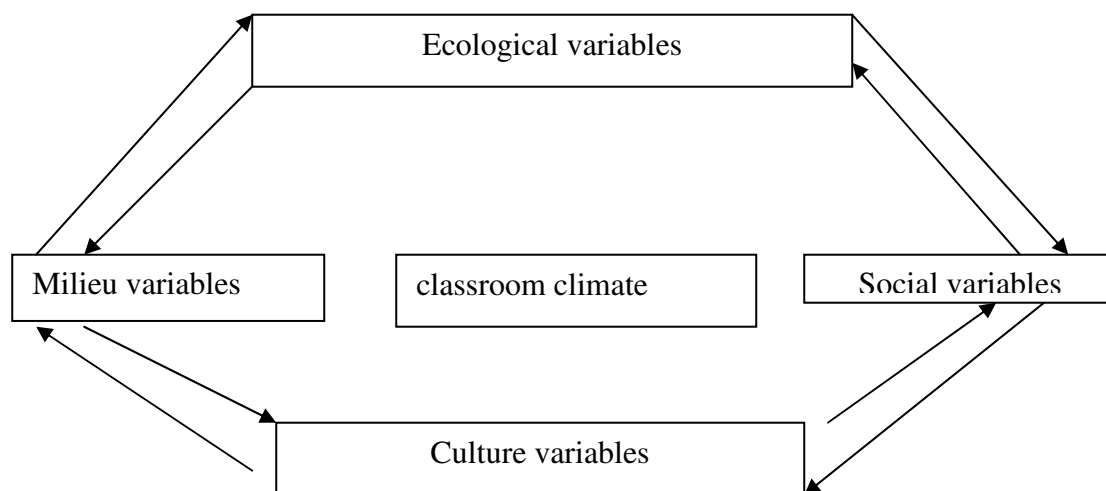 Ecological variables
Milieu variables
classroom climate
Social variables
Culture variables